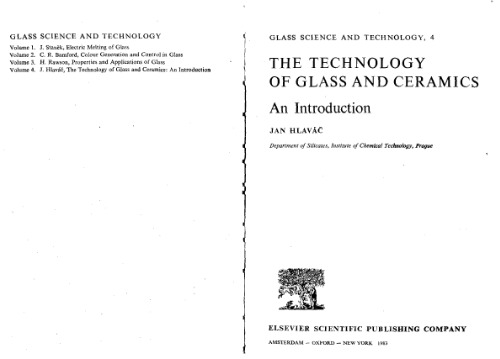 GLASS SCIENCE AND TECHNOLOGY
Volume 1. J. Staněk, Electric Melting of Glass
Volume 2. C. R. Bamford, Colour Generation and Control in Glass
Volume 3. H. Rawson, Properties and Applications of Glass
Volume 4. J. Hlaváč, The Technology of Glass and Ceramics: An Introduction
GLASS SCIENCE AND TECHNOLOGY, 4
THE TECHNOLOGY
OF GLASS AND CERAMICS
An Introduction
JAN HLAVÁČ
Department of Silicates, Institute of Chemical Technology, Prague
ELSEVIER SCIENTIFIC PUBLISHING COMPANY
AMSTERDAM – OXFORD – NEW YORK 1983